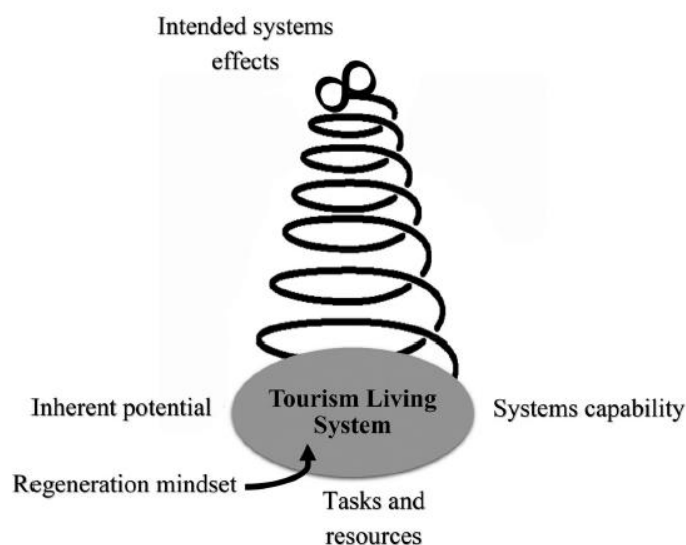 Intended systems
effects
Inherent potential
Tourism Living
System
Systems capability
Regeneration mindset
Tasks and
resources